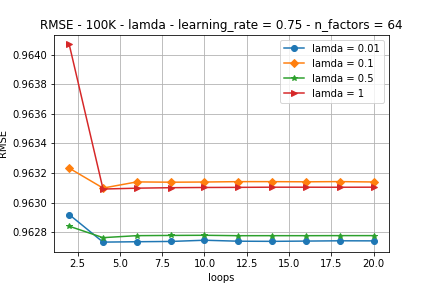 RMSE - 100K - lamda - learning_rate = 0.75 - n_factors = 64
lamda = 0.01
lamda = 0.1
lamda = 0.5
lamda = 1
0.9640
0.9638
0.9636
0.9634
0.9632
0.9630
0.9628
RMSE
2.5 5.0 7.5 10.0 12.5 15.0 17.5 20.0
loops